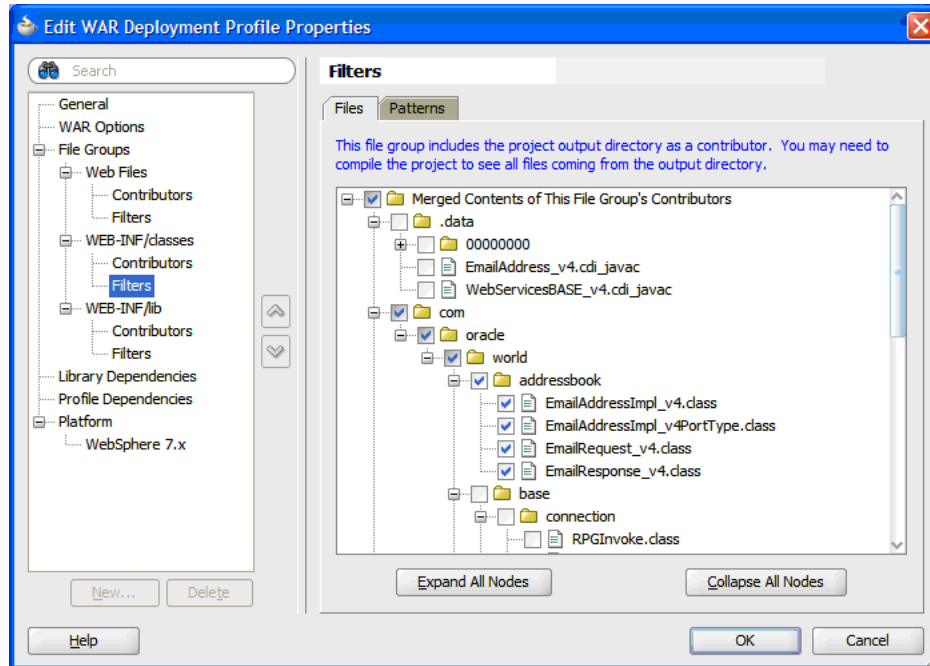 Edit WAR Deployment Profile Properties
Search
General
WAR Options
File Groups
Web Files
Contributors
Filters
WEB-INF/classes
Contributors
Filters
WEB-INF/lib
Contributors
Filters
Library Dependencies
Profile Dependencies
Platform
WebSphere 7.x
New...
Delete
Filters
Files
Patterns
This file group includes the project output directory as a contributor. You may need to
compile the project to see all files coming from the output directory.
Merged Contents of This File Group's Contributors
.data
00000000
EmailAddress_v4.cdi_javac
WebServicesBASE_v4.cdi_javac
com
oracle
world
addressbook
EmailAddressImpl_v4.class
EmailAddressImpl_v4PortType.class
EmailRequest_v4.class
EmailResponse_v4.class
base
connection
RPGInvoke.class
Expand All Nodes
Collapse All Nodes
Help
OK
Cancel